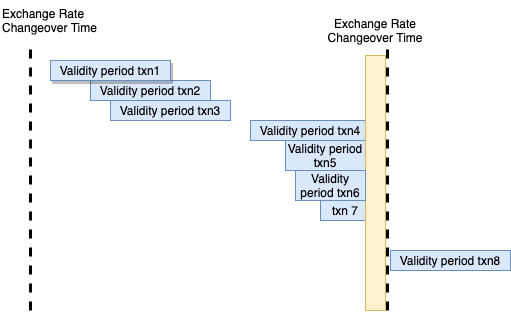 Exchange Rate
Changeover Time
Exchange Rate
Changeover Time
Validity period txn1
Validity period txn2
Validity period txn3
Validity period txn4
Validity period
txn5
Validity
period txn6
txn 7
Validity period txn8